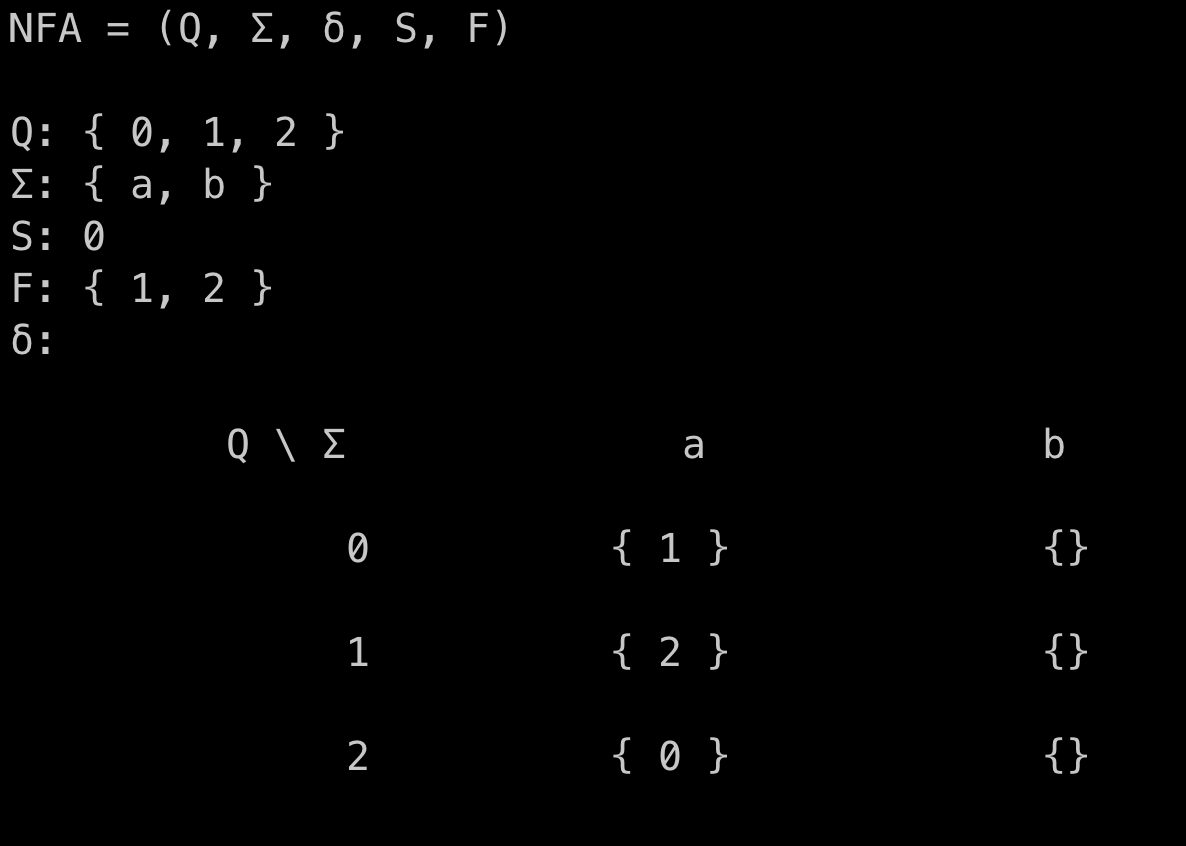 NFA = (Q, Σ, δ, S, F)
Q: { 0, 1, 2 }
Σ: { a, b }
S: 0
F: { 1, 2 }
δ:
Q \ Σ a b
0 { 1 } {}
1 { 2 } {}
2 { 0 } {}